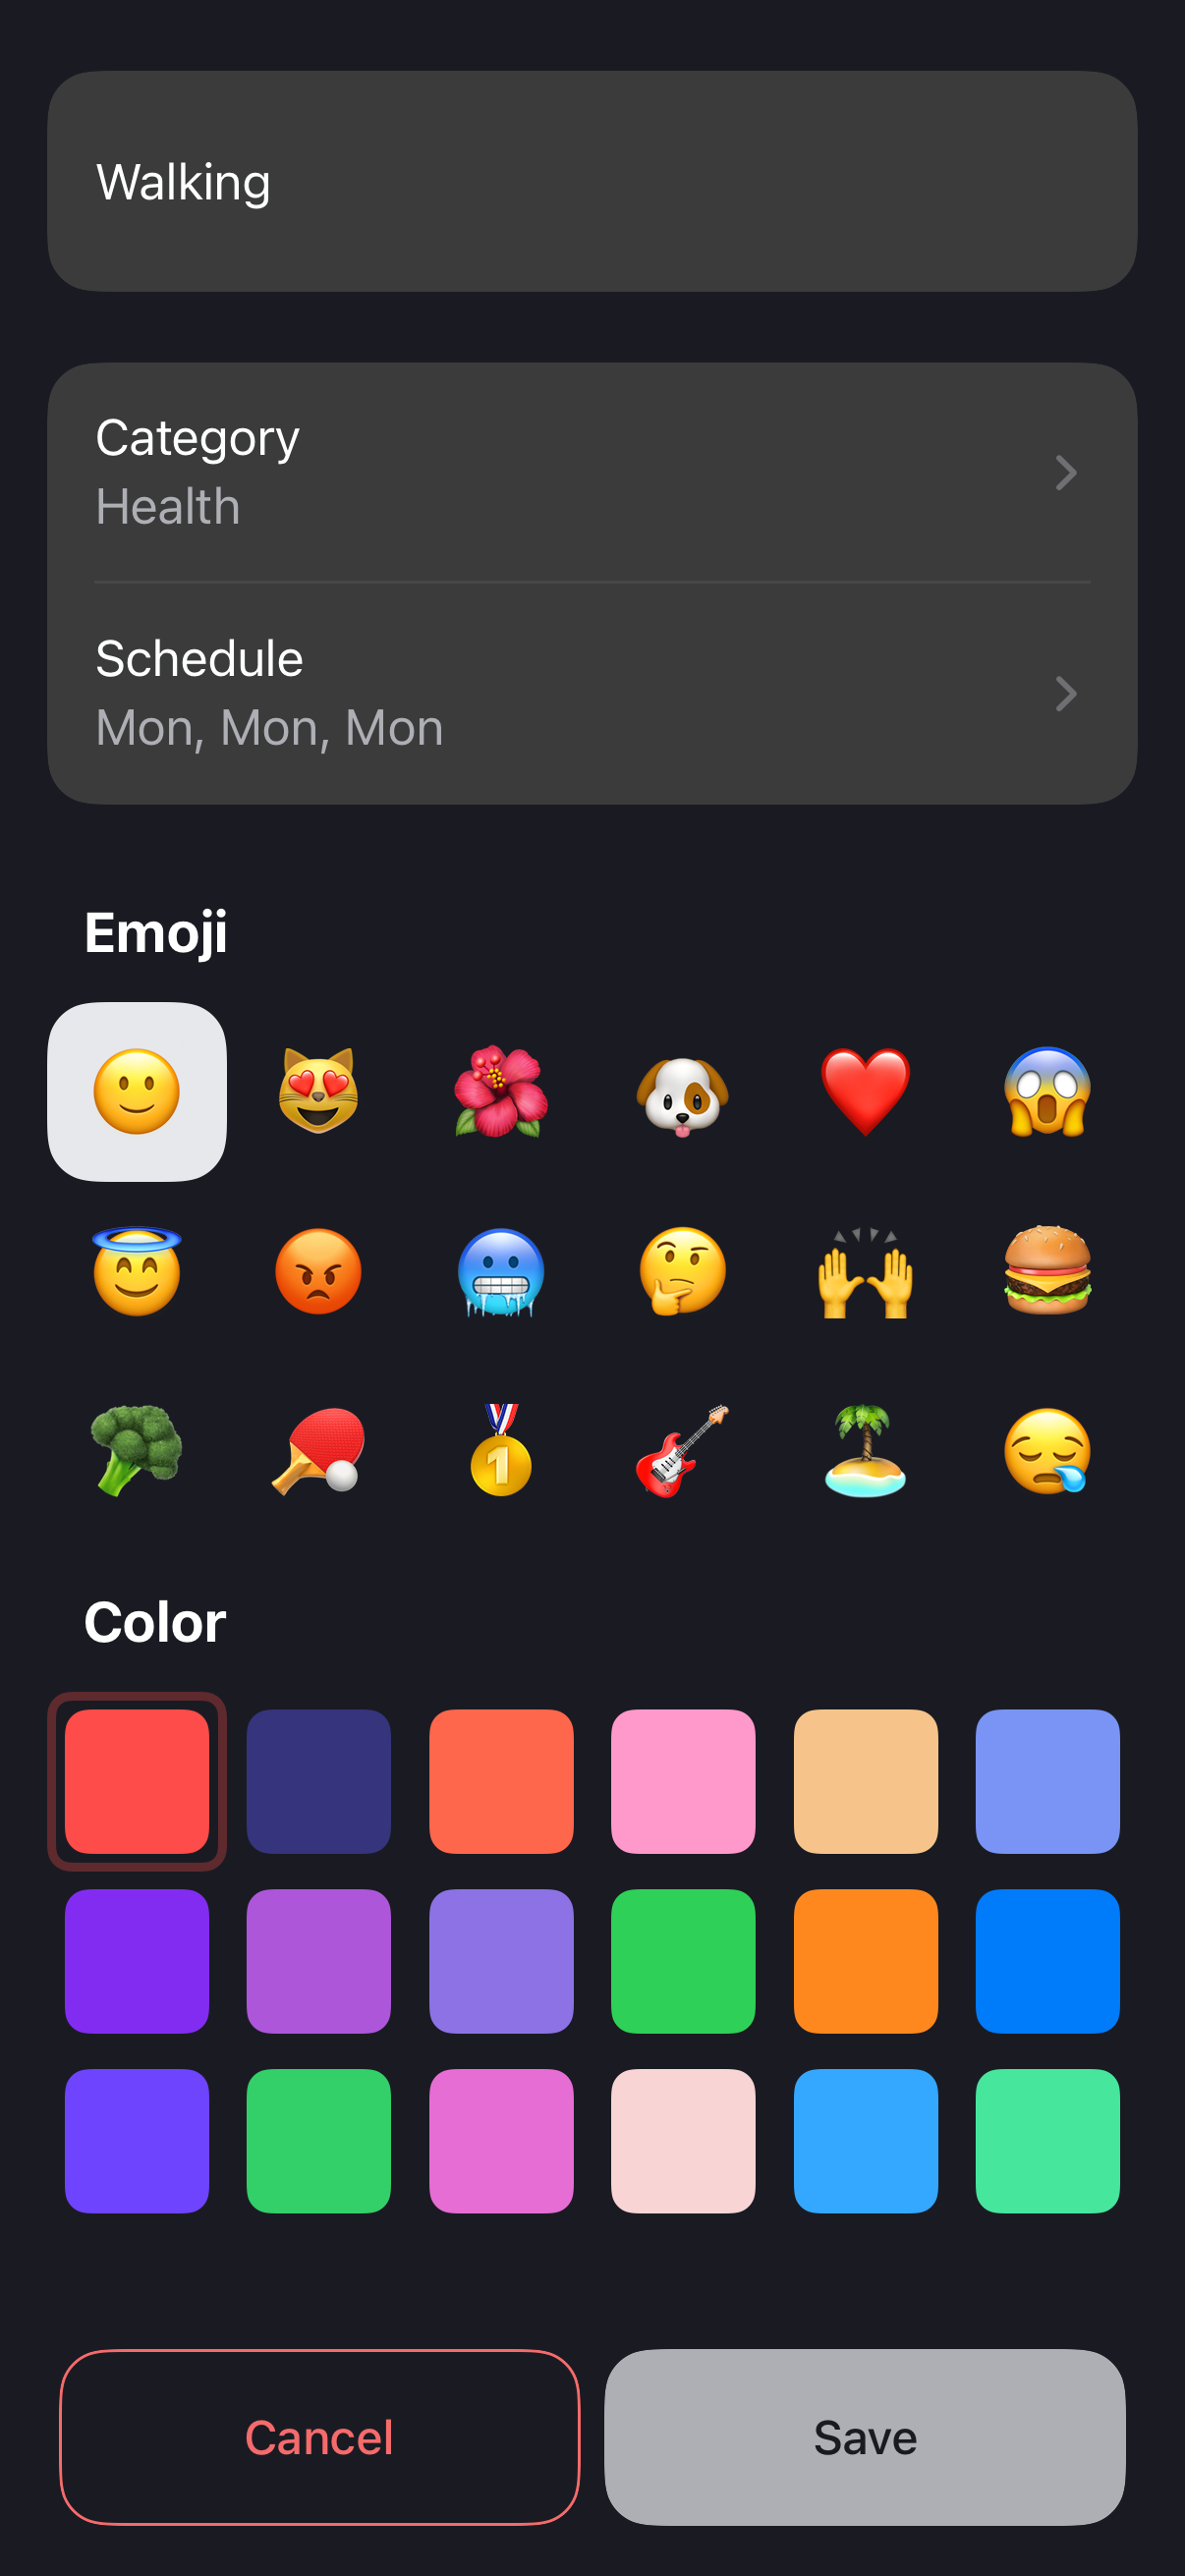 Walking
Category
Health
Schedule
Mon, Mon, Mon
Emoji
Color
Cancel
Save